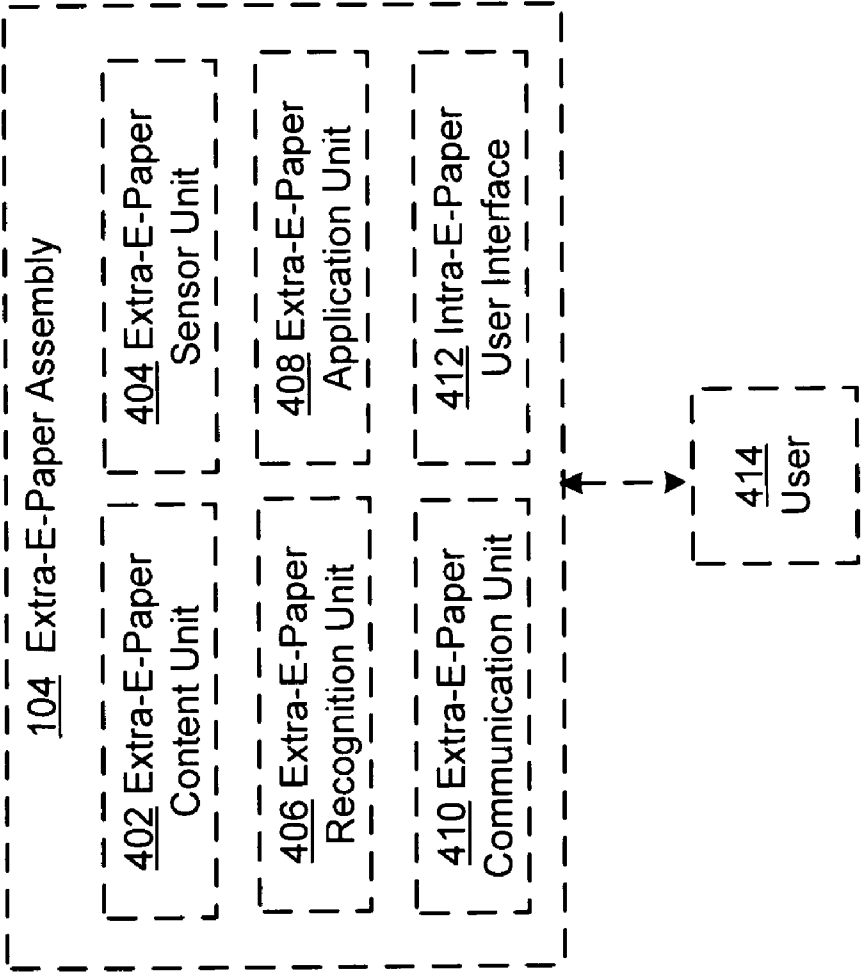 104 Extra-E-Paper Assembly
402 Extra-E-Paper
Content Unit
404 Extra-E-Paper
Sensor Unit
406 Extra-E-Paper
Recognition Unit
408 Extra-E-Paper
Application Unit
410 Extra-E-Paper
Communication Unit
412 Intra-E-Paper
User Interface
414
User